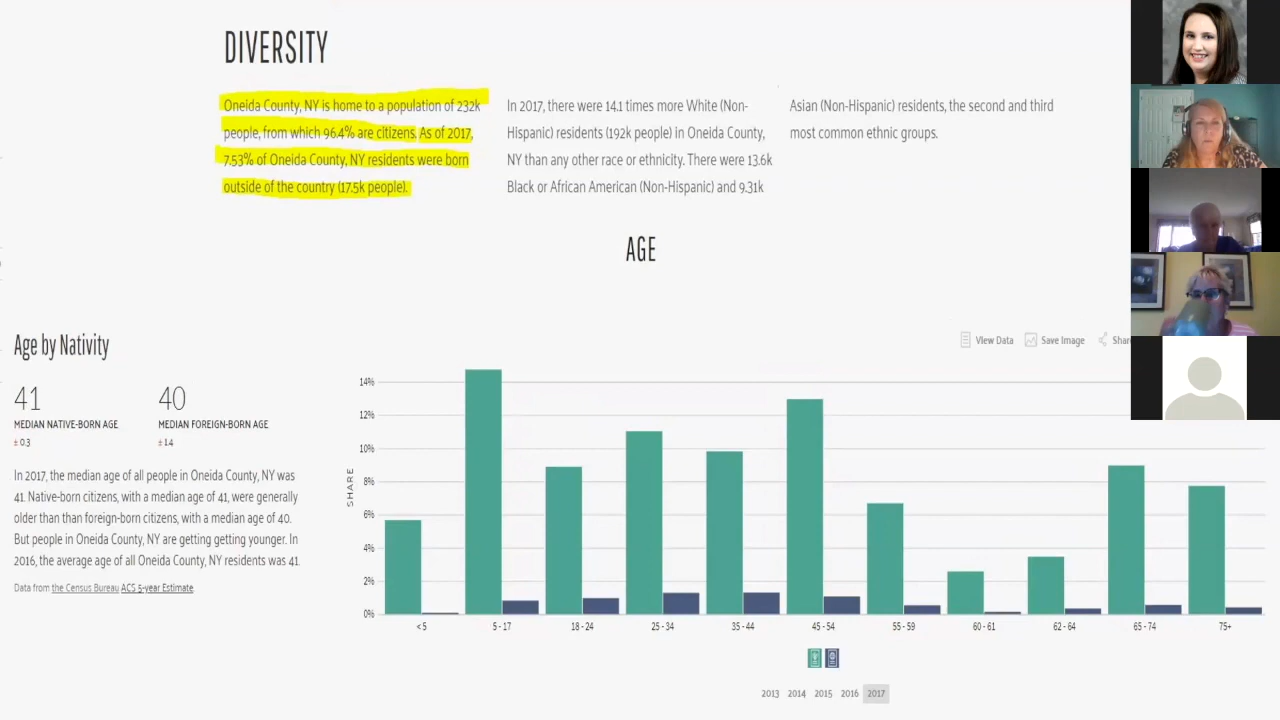 DIVERSITY
Oneida County, NY is home to a population of 232k
people, from which 96.4% are citizens. As of 2017,
7.53% of Oneida County, NY residents were born
outside of the country (17.5k people).
In 2017, there were 14.1 times more White (Non-
Hispanic) residents (192k people) in Oneida County,
NY than any other race or ethnicity. There were 13.6k
Black or African American (Non-Hispanic) and 9.31k
Asian (Non-Hispanic) residents, the second and third
most common ethnic groups.
AGE
Age by Nativity
41
MEDIAN NATIVE-BORN AGE
± 0.3
40
MEDIAN FOREIGN-BORN AGE
± 1.4
In 2017, the median age of all people in Oneida County, NY was
41. Native-born citizens, with a median age of 41, were generally
older than than foreign-born citizens, with a median age of 40.
But people in Oneida County, NY are getting getting younger. In
2016, the average age of all Oneida County, NY residents was 41.
Data from the Census Bureau ACS 5-year Estimate.
View Data Save Image Share
14%
12%
10%
8%
6%
4%
2%
0%
SHARE
< 5 5 - 17 18 - 24 25 - 34 35 - 44 45 - 54 55 - 59 60 - 61 62 - 64 65 - 74 75+
2013 2014 2015 2016 2017